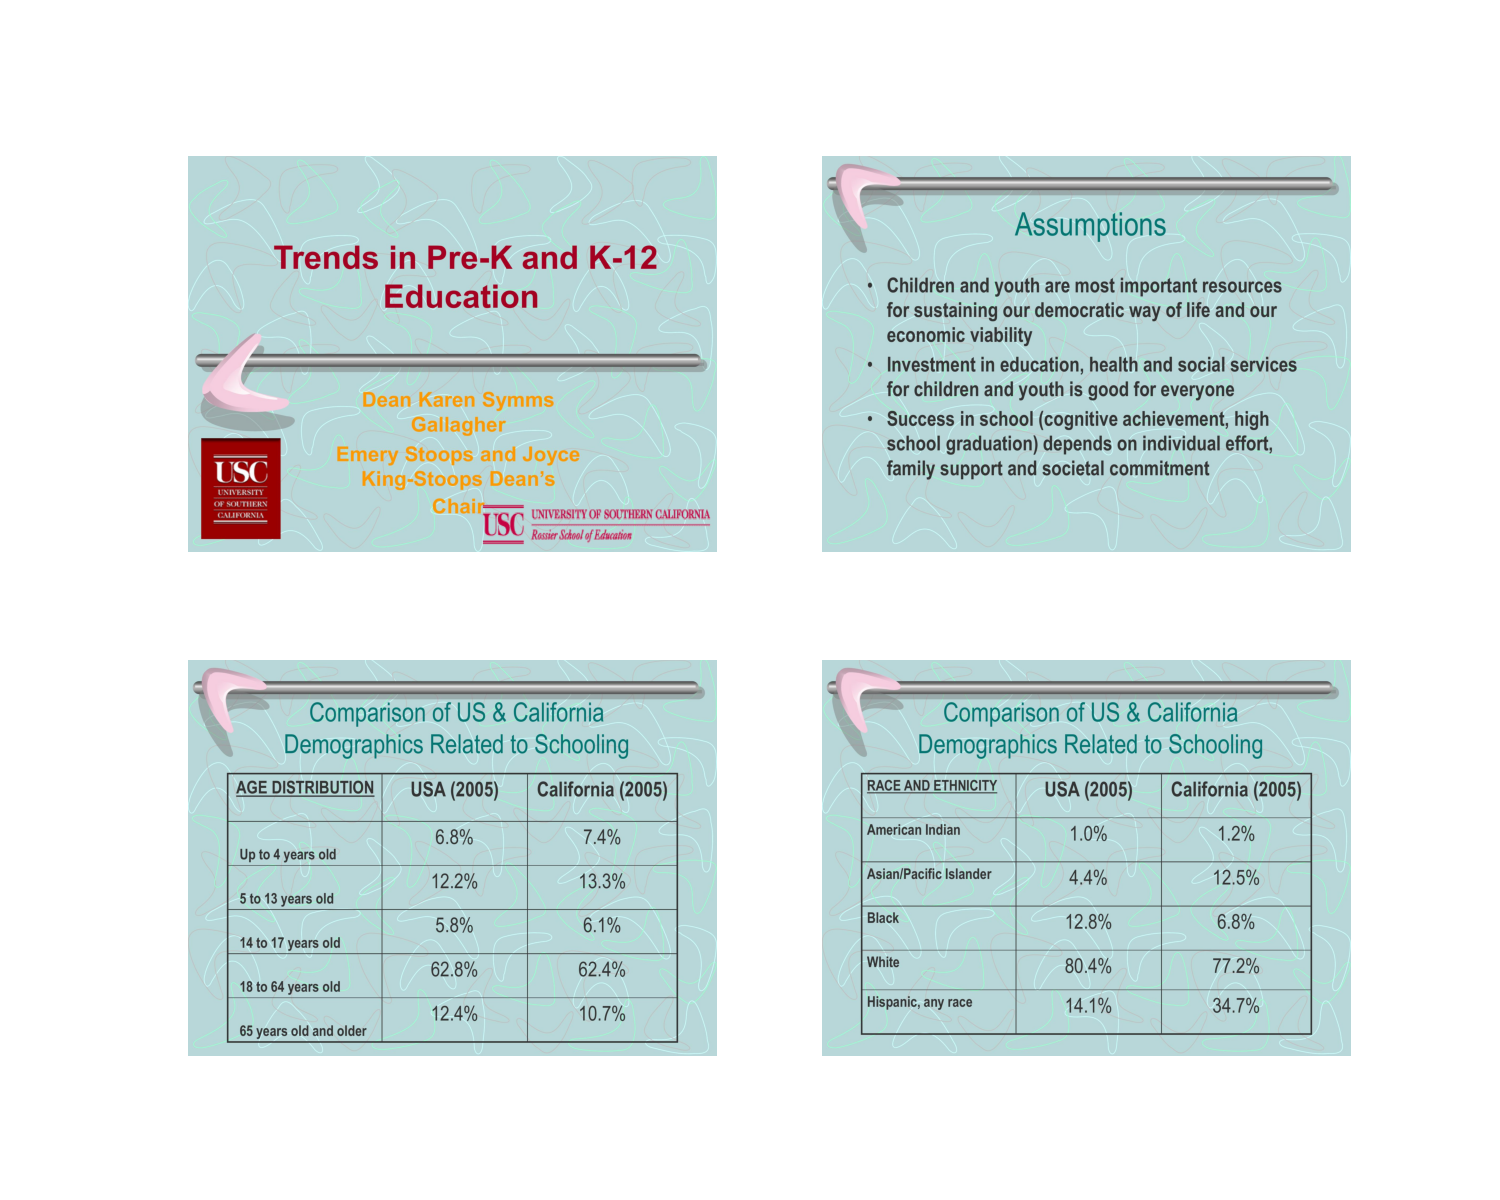 Trends in Pre-K and K-12
Education
Dean Karen Symms
Gallagher
Emery Stoops and Joyce
King-Stoops Dean's
Chair
USC
UNIVERSITY
OF SOUTHERN
CALIFORNIA
USC
UNIVERSITY OF SOUTHERN CALIFORNIA
Rossier School of Education
Assumptions
• Children and youth are most important resources
for sustaining our democratic way of life and our
economic viability
• Investment in education, health and social services
for children and youth is good for everyone
• Success in school (cognitive achievement, high
school graduation) depends on individual effort,
family support and societal commitment
Comparison of US & California
Demographics Related to Schooling
AGE DISTRIBUTION USA (2005) California (2005)
Up to 4 years old 6.8% 7.4%
5 to 13 years old 12.2% 13.3%
14 to 17 years old 5.8% 6.1%
18 to 64 years old 62.8% 62.4%
65 years old and older 12.4% 10.7%
Comparison of US & California
Demographics Related to Schooling
RACE AND ETHNICITY USA (2005) California (2005)
American Indian 1.0% 1.2%
Asian/Pacific Islander 4.4% 12.5%
Black 12.8% 6.8%
White 80.4% 77.2%
Hispanic, any race 14.1% 34.7%